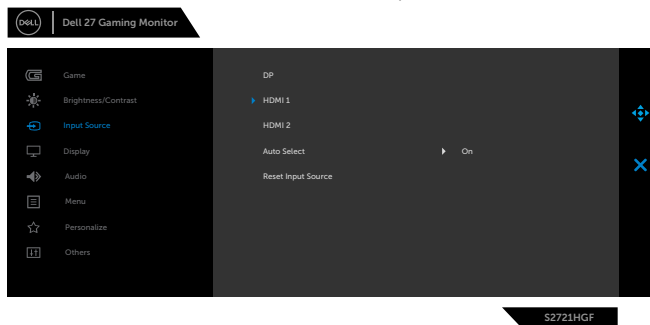 DELL
Dell 27 Gaming Monitor
Game
DP
Brightness/Contrast
HDMI 1
Input Source
HDMI 2
Display
Auto Select
On
Audio
Reset Input Source
Menu
Personalize
Others
S2721HGF